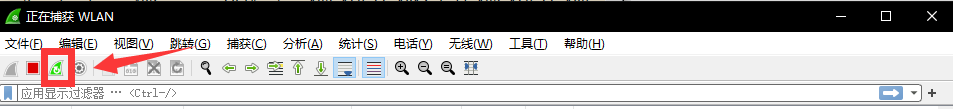 正在捕获 WLAN
文件(F) 编辑(E) 视图(V) 跳转(G) 捕获(C) 分析(A) 统计(S) 电话(Y) 无线(W) 工具(T) 帮助(H)
应用显示过滤器 … <Ctrl-/>